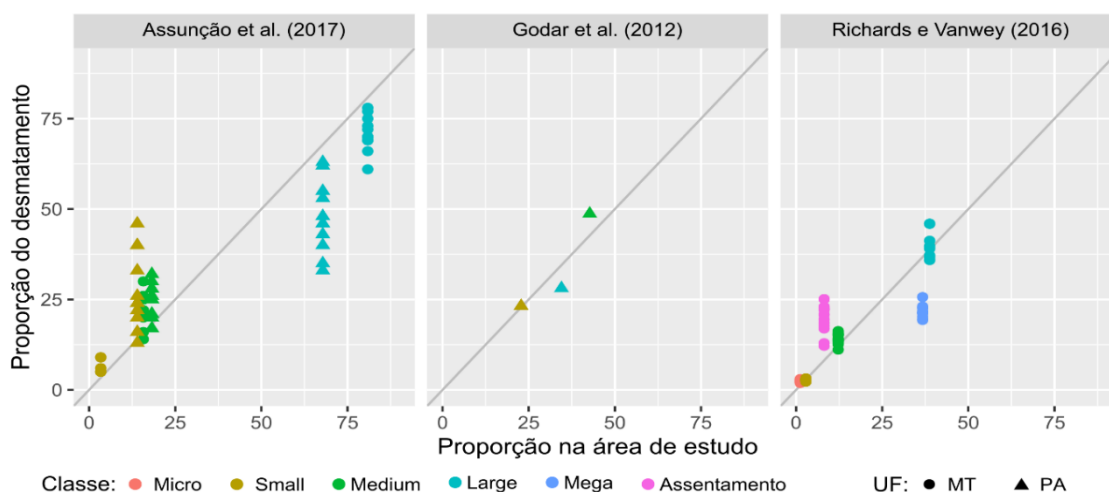 Assunção et al. (2017) Godar et al. (2012) Richards e Vanwey (2016)
Proporção do desmatamento
75
50
25
0
0 25 50 75 0 25 50 75 0 25 50 75
Proporção na área de estudo
Classe: Micro Small Medium Large Mega Assentamento UF: MT PA